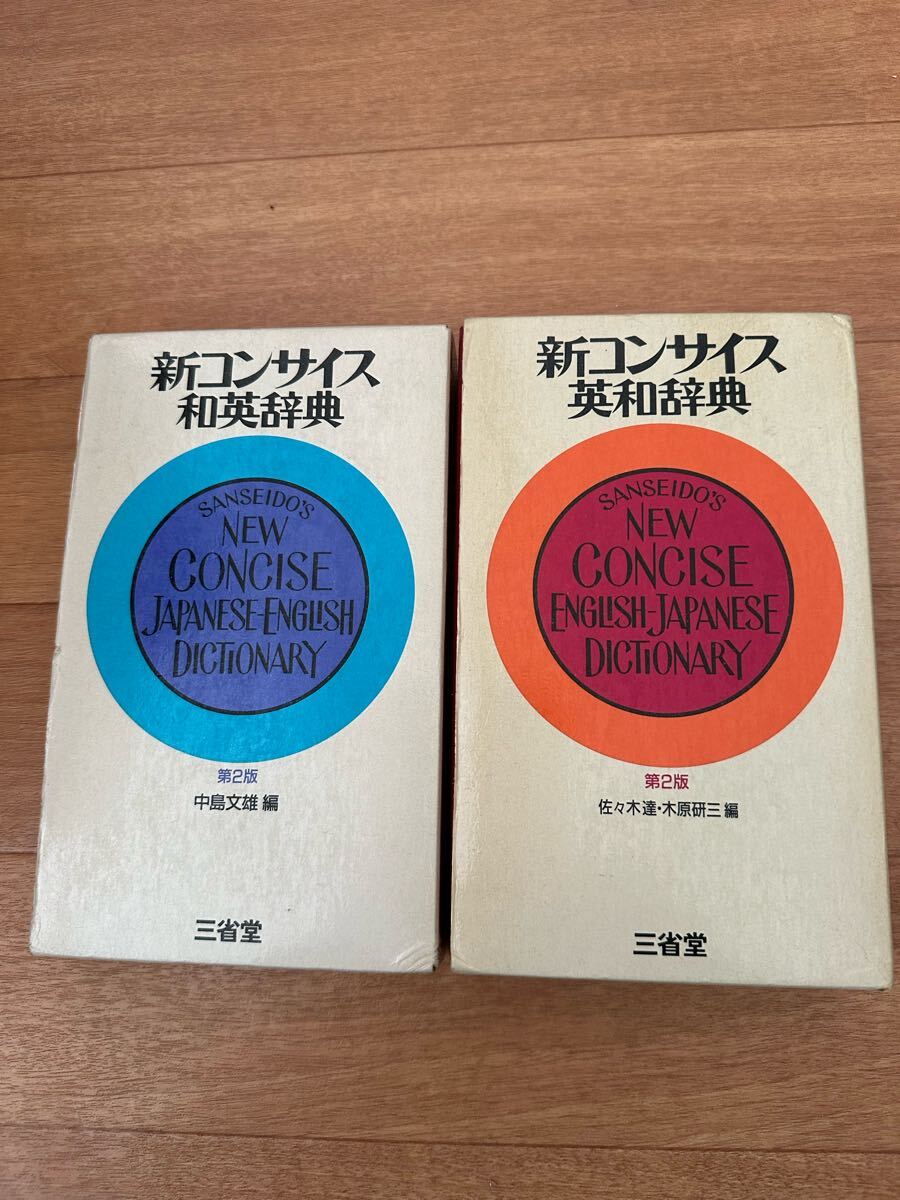 新コンサイス
和英辞典
SANSEIDO'S
NEW
CONCISE
JAPANESE-ENGLISH
DICTIONARY
第2版
中島文雄 編
三省堂
新コンサイス
英和辞典
SANSEIDO'S
NEW
CONCISE
ENGLISH-JAPANESE
DICTIONARY
第2版
佐々木達・木原研三 編
三省堂